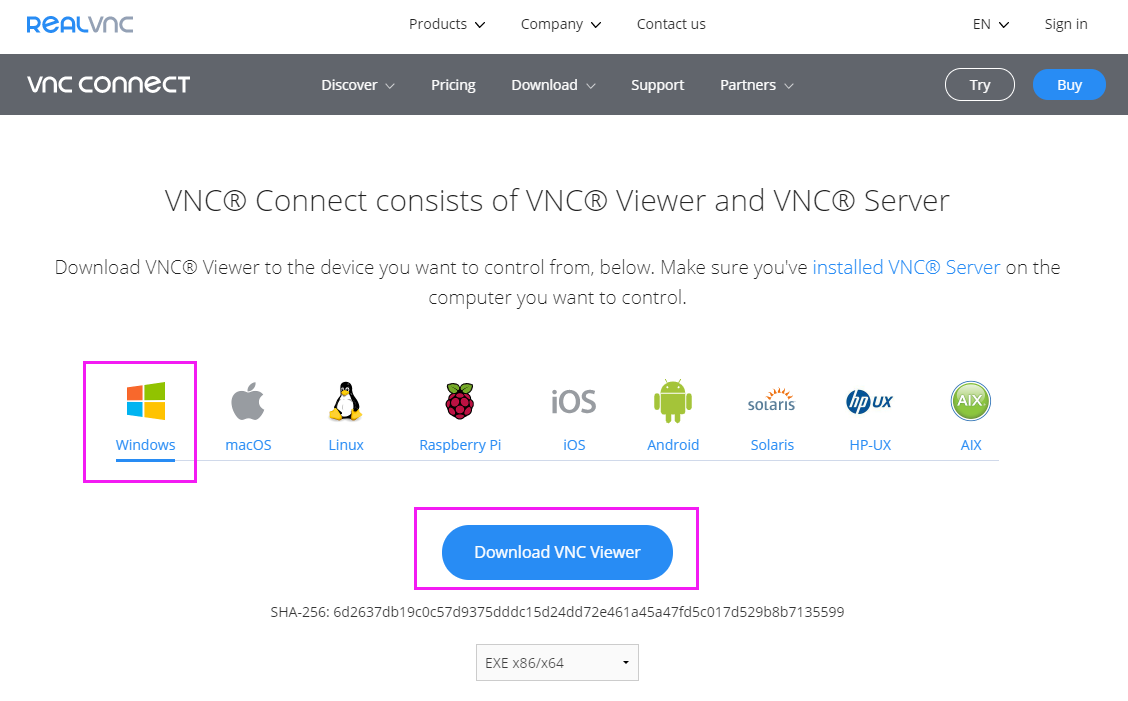 REALVNC
Products
Company
Contact us
EN
Sign in
vnc connect
Discover
Pricing
Download
Support
Partners
Try
Buy
VNC® Connect consists of VNC® Viewer and VNC® Server
Download VNC® Viewer to the device you want to control from, below. Make sure you've installed VNC® Server on the
computer you want to control.
iOS
solaris
hp UX
AIX
Windows
macOS
Linux
Raspberry Pi
iOS
Android
Solaris
HP-UX
AIX
Download VNC Viewer
SHA-256: 6d2637db19c0c57d9375dddc15d24dd72e461a45a47fd5c017d529b8b7135599
EXE x86/x64